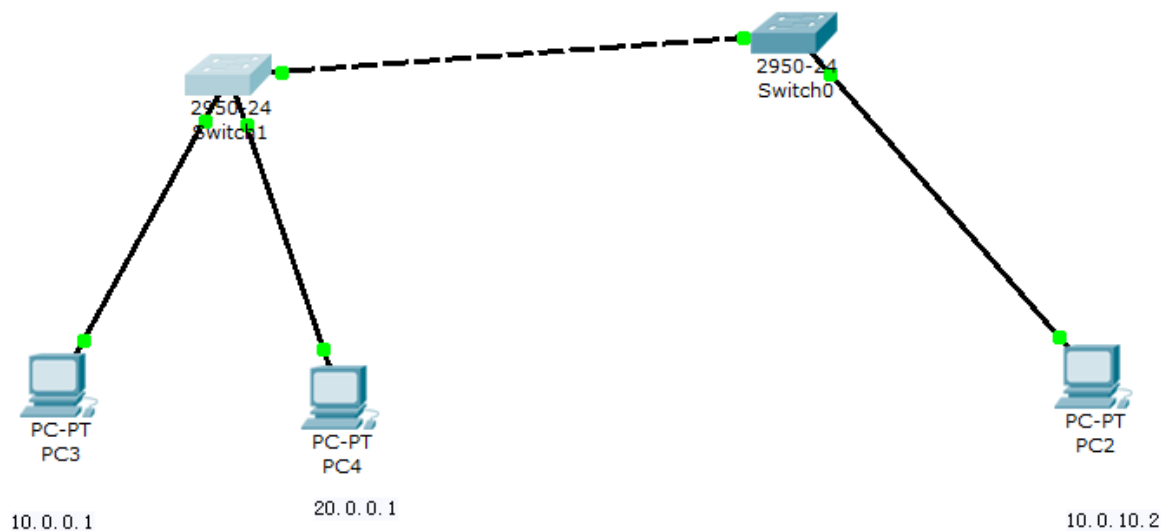 2950-24
Switch1
2950-24
Switch0
PC-PT
PC3
PC-PT
PC4
PC-PT
PC2
10.0.0.1
20.0.0.1
10.0.10.2